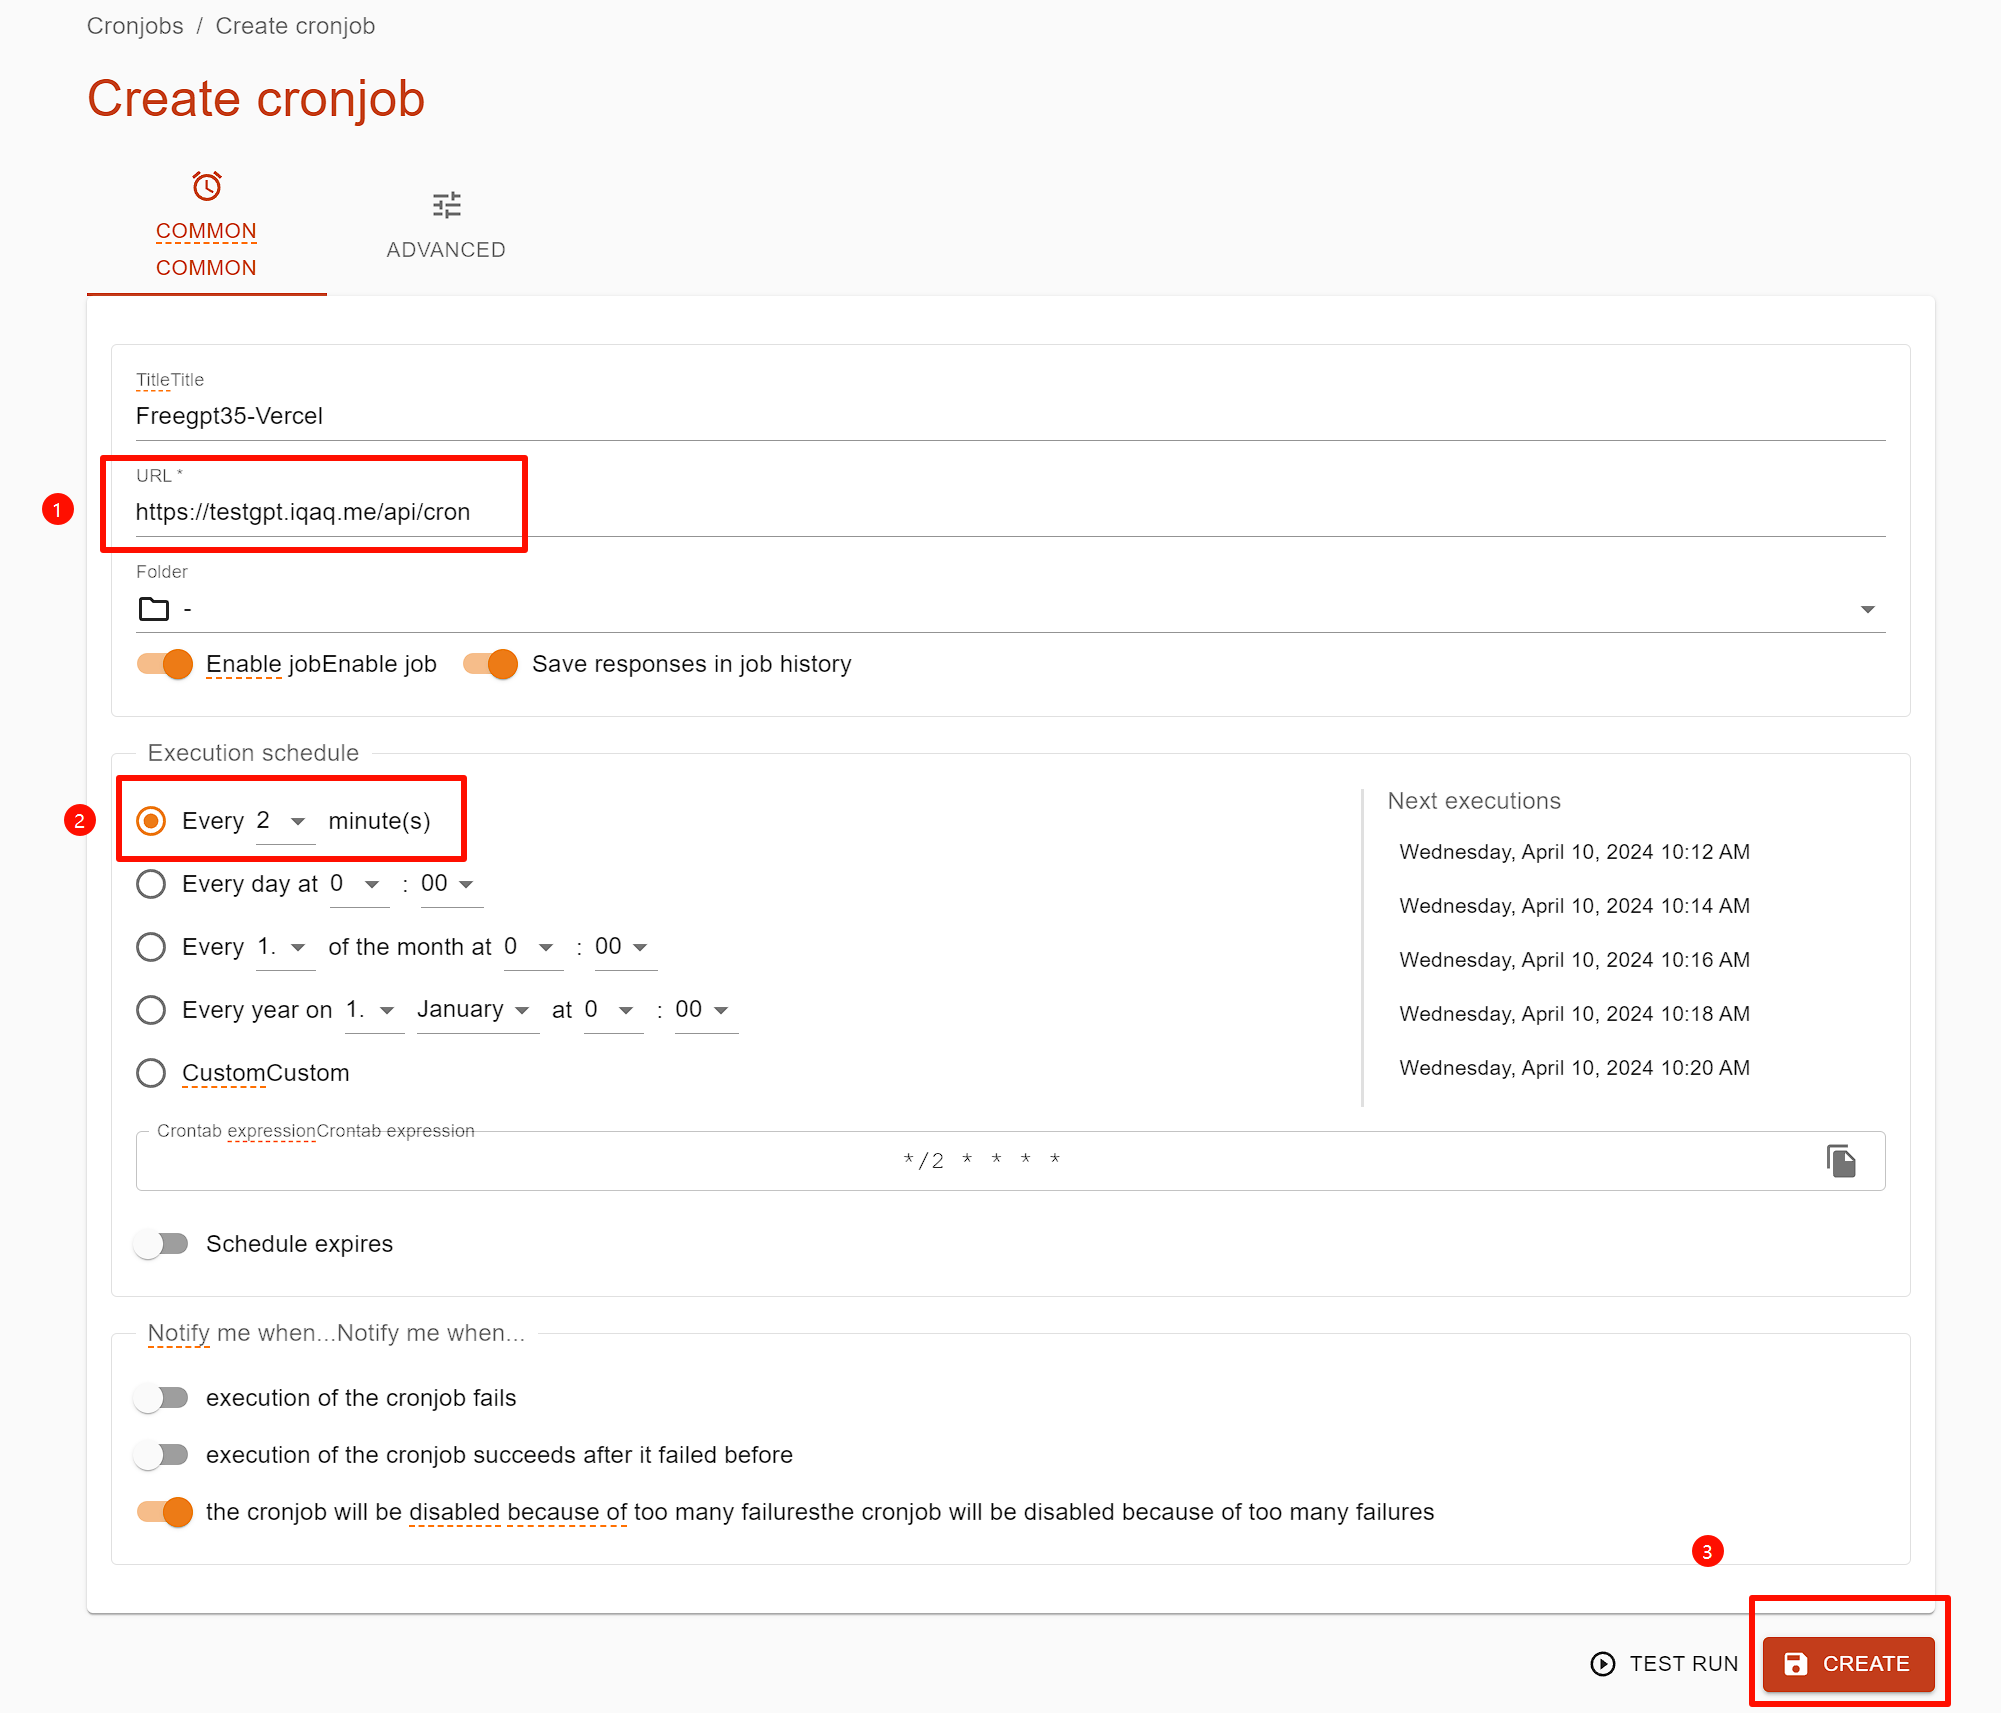 Cronjobs / Create cronjob
Create cronjob
COMMON
COMMON
ADVANCED
TitleTitle
Freegpt35-Vercel
URL *
1
https://testgpt.iqaq.me/api/cron
Folder
-
Enable jobEnable job Save responses in job history
Execution schedule
2
Every 2 minute(s)
Every day at 0 : 00
Every 1. of the month at 0 : 00
Every year on 1. January at 0 : 00
CustomCustom
Next executions
Wednesday, April 10, 2024 10:12 AM
Wednesday, April 10, 2024 10:14 AM
Wednesday, April 10, 2024 10:16 AM
Wednesday, April 10, 2024 10:18 AM
Wednesday, April 10, 2024 10:20 AM
Crontab expressionCrontab expression
*/2 * * * *
Schedule expires
Notify me when...Notify me when...
execution of the cronjob fails
execution of the cronjob succeeds after it failed before
the cronjob will be disabled because of too many failuresthe cronjob will be disabled because of too many failures
3
TEST RUN CREATE